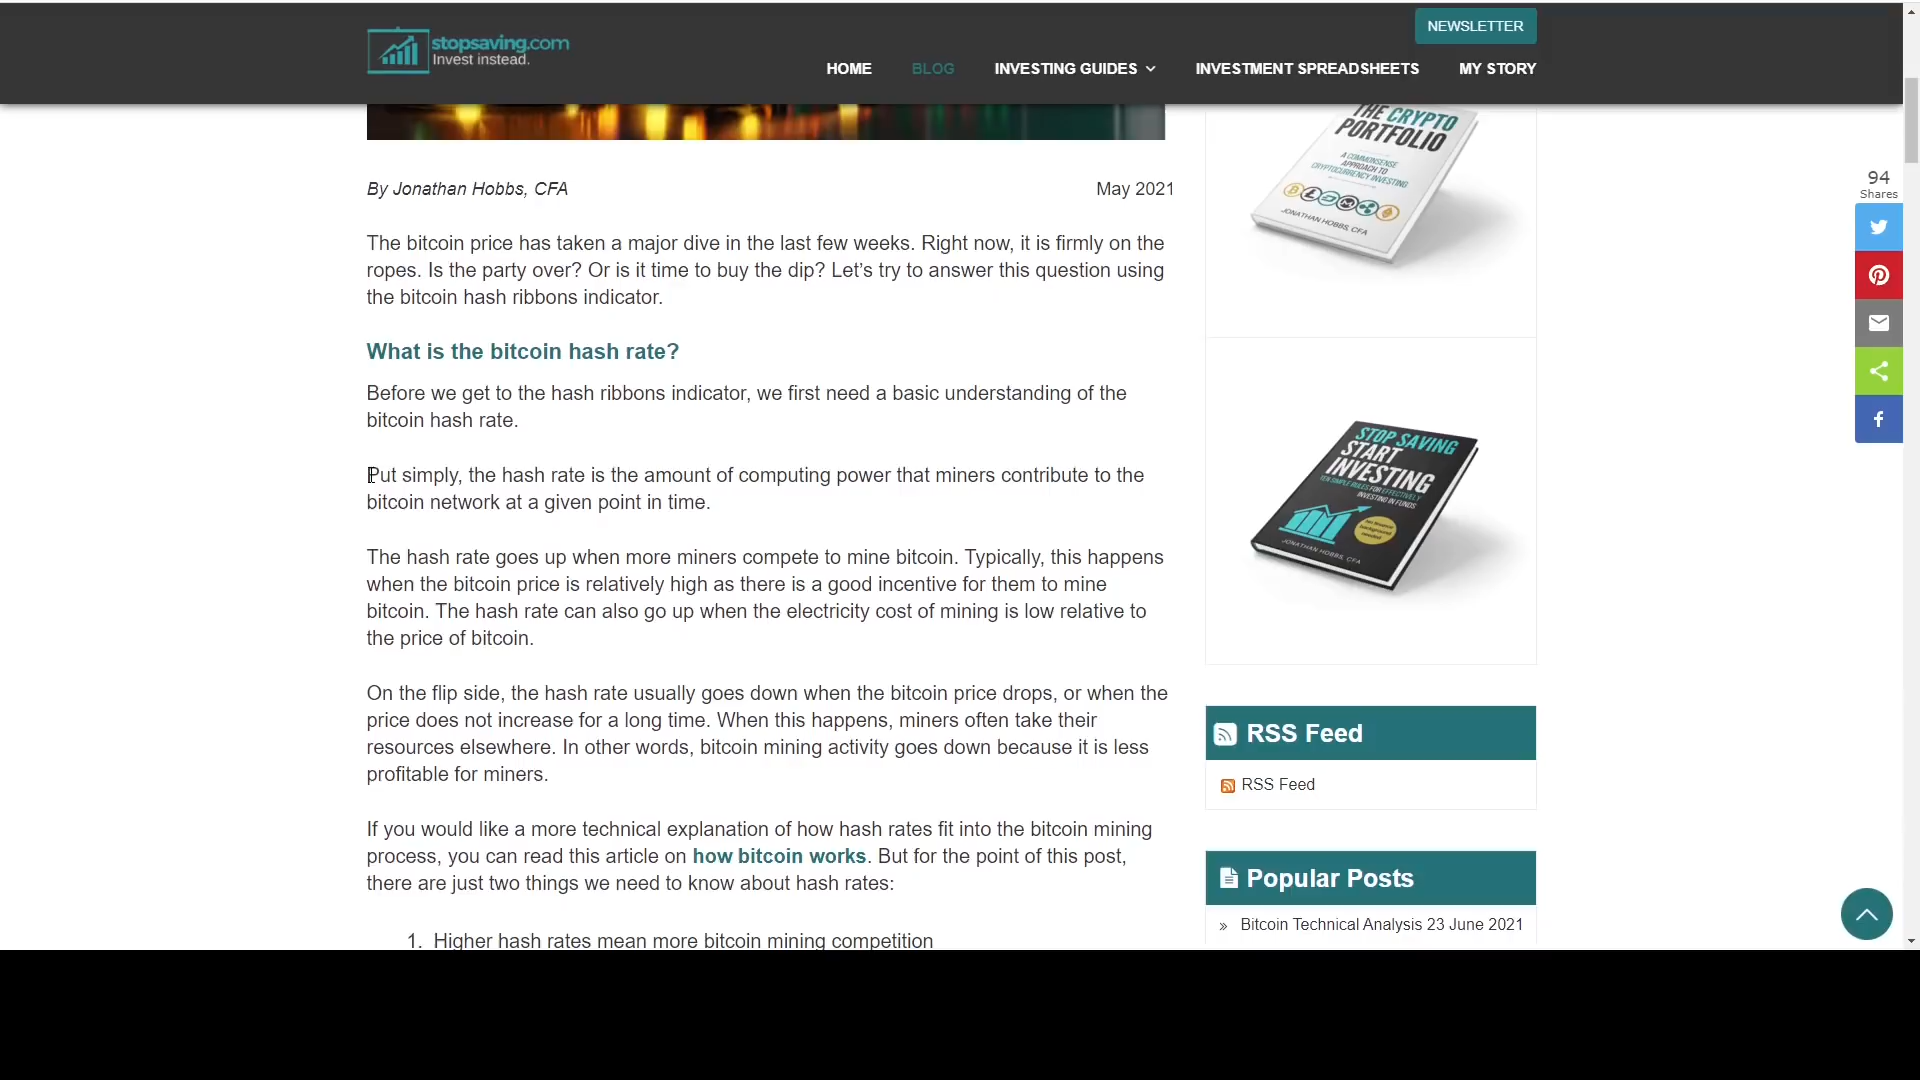 NEWSLETTER
stopsaving.com
Invest instead.
HOME
BLOG
INVESTING GUIDES
INVESTMENT SPREADSHEETS
MY STORY
By Jonathan Hobbs, CFA
May 2021
The bitcoin price has taken a major dive in the last few weeks. Right now, it is firmly on the
ropes. Is the party over? Or is it time to buy the dip? Let’s try to answer this question using
the bitcoin hash ribbons indicator.
What is the bitcoin hash rate?
Before we get to the hash ribbons indicator, we first need a basic understanding of the
bitcoin hash rate.
Put simply, the hash rate is the amount of computing power that miners contribute to the
bitcoin network at a given point in time.
The hash rate goes up when more miners compete to mine bitcoin. Typically, this happens
when the bitcoin price is relatively high as there is a good incentive for them to mine
bitcoin. The hash rate can also go up when the electricity cost of mining is low relative to
the price of bitcoin.
On the flip side, the hash rate usually goes down when the bitcoin price drops, or when the
price does not increase for a long time. When this happens, miners often take their
resources elsewhere. In other words, bitcoin mining activity goes down because it is less
profitable for miners.
If you would like a more technical explanation of how hash rates fit into the bitcoin mining
process, you can read this article on how bitcoin works. But for the point of this post,
there are just two things we need to know about hash rates:
1. Higher hash rates mean more bitcoin mining competition
THE CRYPTO
PORTFOLIO
A COMMONSENSE
APPROACH TO
CRYPTOCURRENCY INVESTING
JONATHAN HOBBS, CFA
STOP SAVING
START
INVESTING
TEN SIMPLE RULES FOR EFFECTIVELY
INVESTING IN FUNDS
JONATHAN HOBBS, CFA
RSS Feed
RSS Feed
Popular Posts
» Bitcoin Technical Analysis 23 June 2021
94
Shares